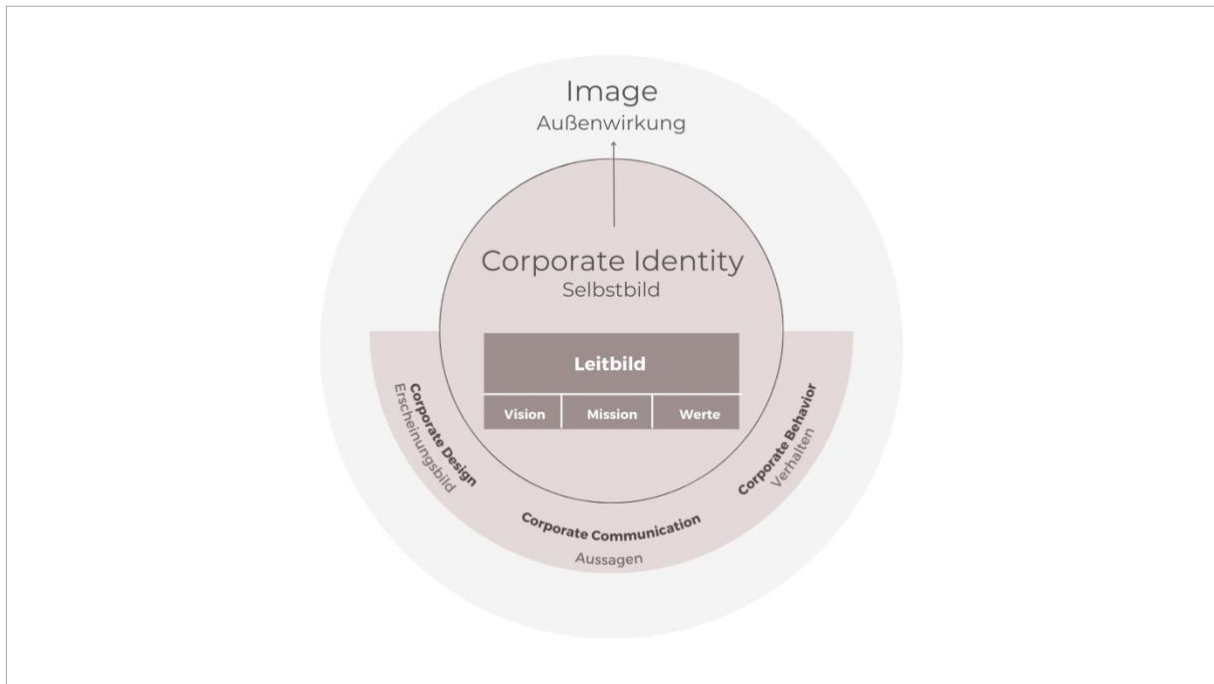 Image
Außenwirkung
Corporate Identity
Selbstbild
Leitbild
Vision
Mission
Werte
Corporate Design
Erscheinungsbild
Corporate Communication
Aussagen
Corporate Behavior
Verhalten